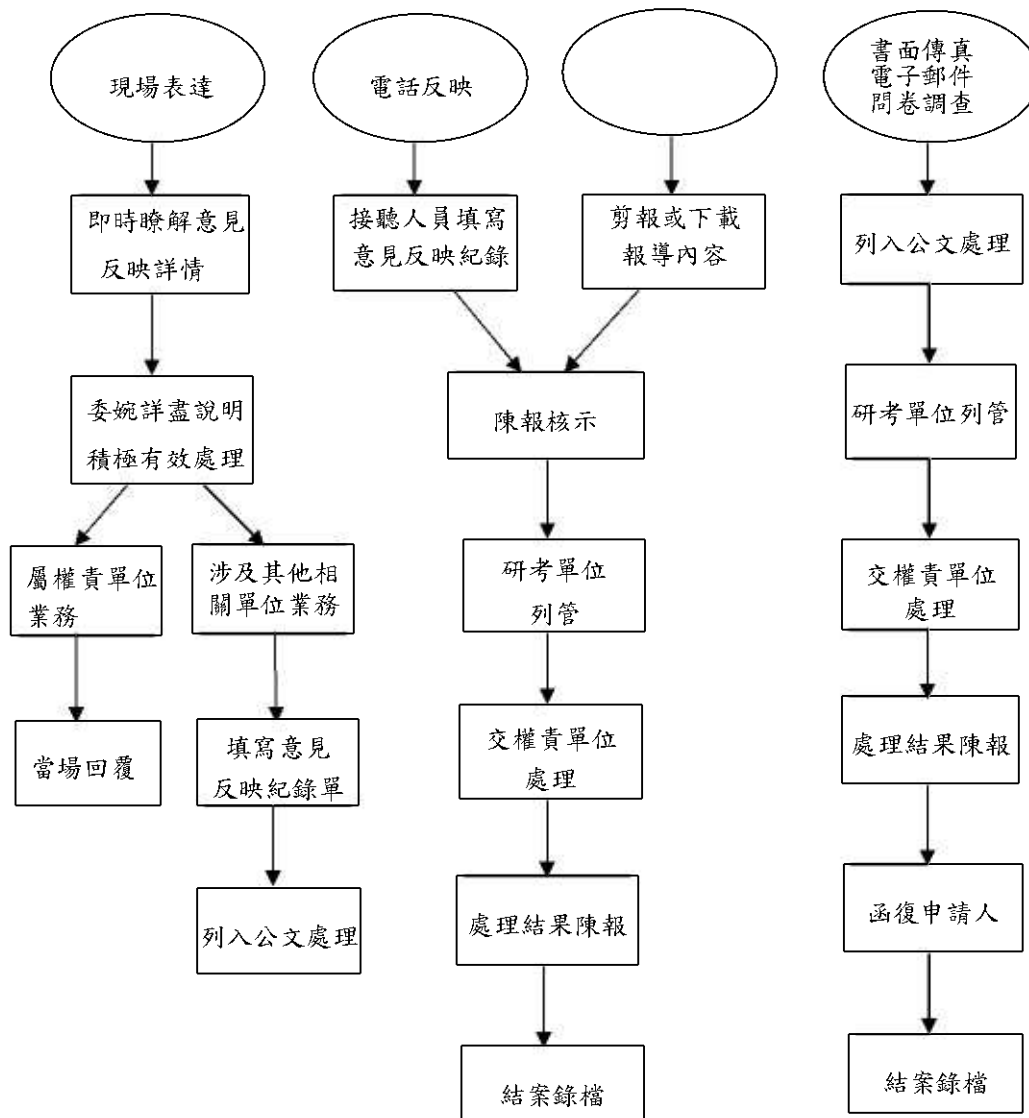 現場表達
電話反映
書面傳真
電子郵件
問卷調查
即時瞭解意見
反映詳情
接聽人員填寫
意見反映紀錄
剪報或下載
報導內容
列入公文處理
委婉詳盡說明
積極有效處理
陳報核示
研考單位列管
屬權責單位
業務
涉及其他相
關單位業務
研考單位
列管
交權責單位
處理
當場回覆
填寫意見
反映紀錄單
交權責單位
處理
處理結果陳報
列入公文處理
處理結果陳報
函復申請人
結案錄檔
結案錄檔